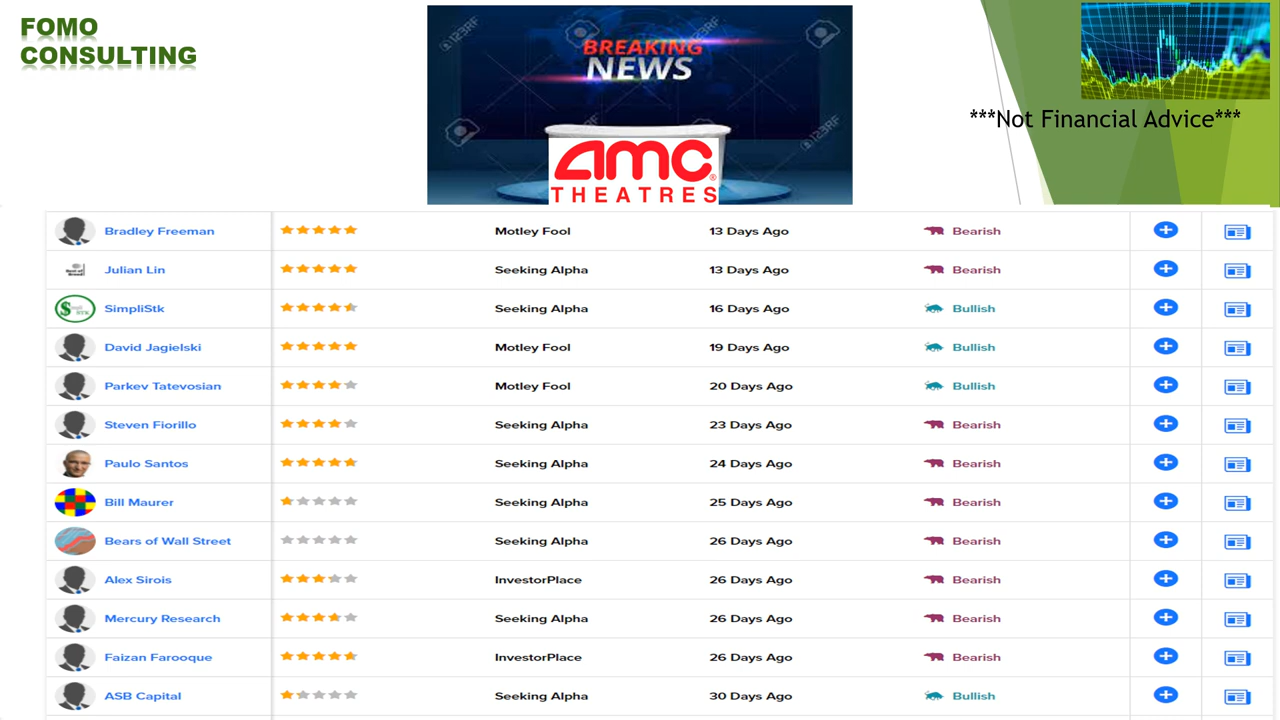 FOMO
CONSULTING
123RF
123RF
BREAKING
NEWS
123RF
123RF
amc
THEATRES
®
***Not Financial Advice***
Bradley Freeman Motley Fool 13 Days Ago Bearish
Julian Lin Seeking Alpha 13 Days Ago Bearish
SimpliStk Seeking Alpha 16 Days Ago Bullish
David Jagielski Motley Fool 19 Days Ago Bullish
Parkev Tatevosian Motley Fool 20 Days Ago Bullish
Steven Fiorillo Seeking Alpha 23 Days Ago Bearish
Paulo Santos Seeking Alpha 24 Days Ago Bearish
Bill Maurer Seeking Alpha 25 Days Ago Bearish
Bears of Wall Street Seeking Alpha 26 Days Ago Bearish
Alex Sirois InvestorPlace 26 Days Ago Bearish
Mercury Research Seeking Alpha 26 Days Ago Bearish
Faizan Farooque InvestorPlace 26 Days Ago Bearish
ASB Capital Seeking Alpha 30 Days Ago Bullish